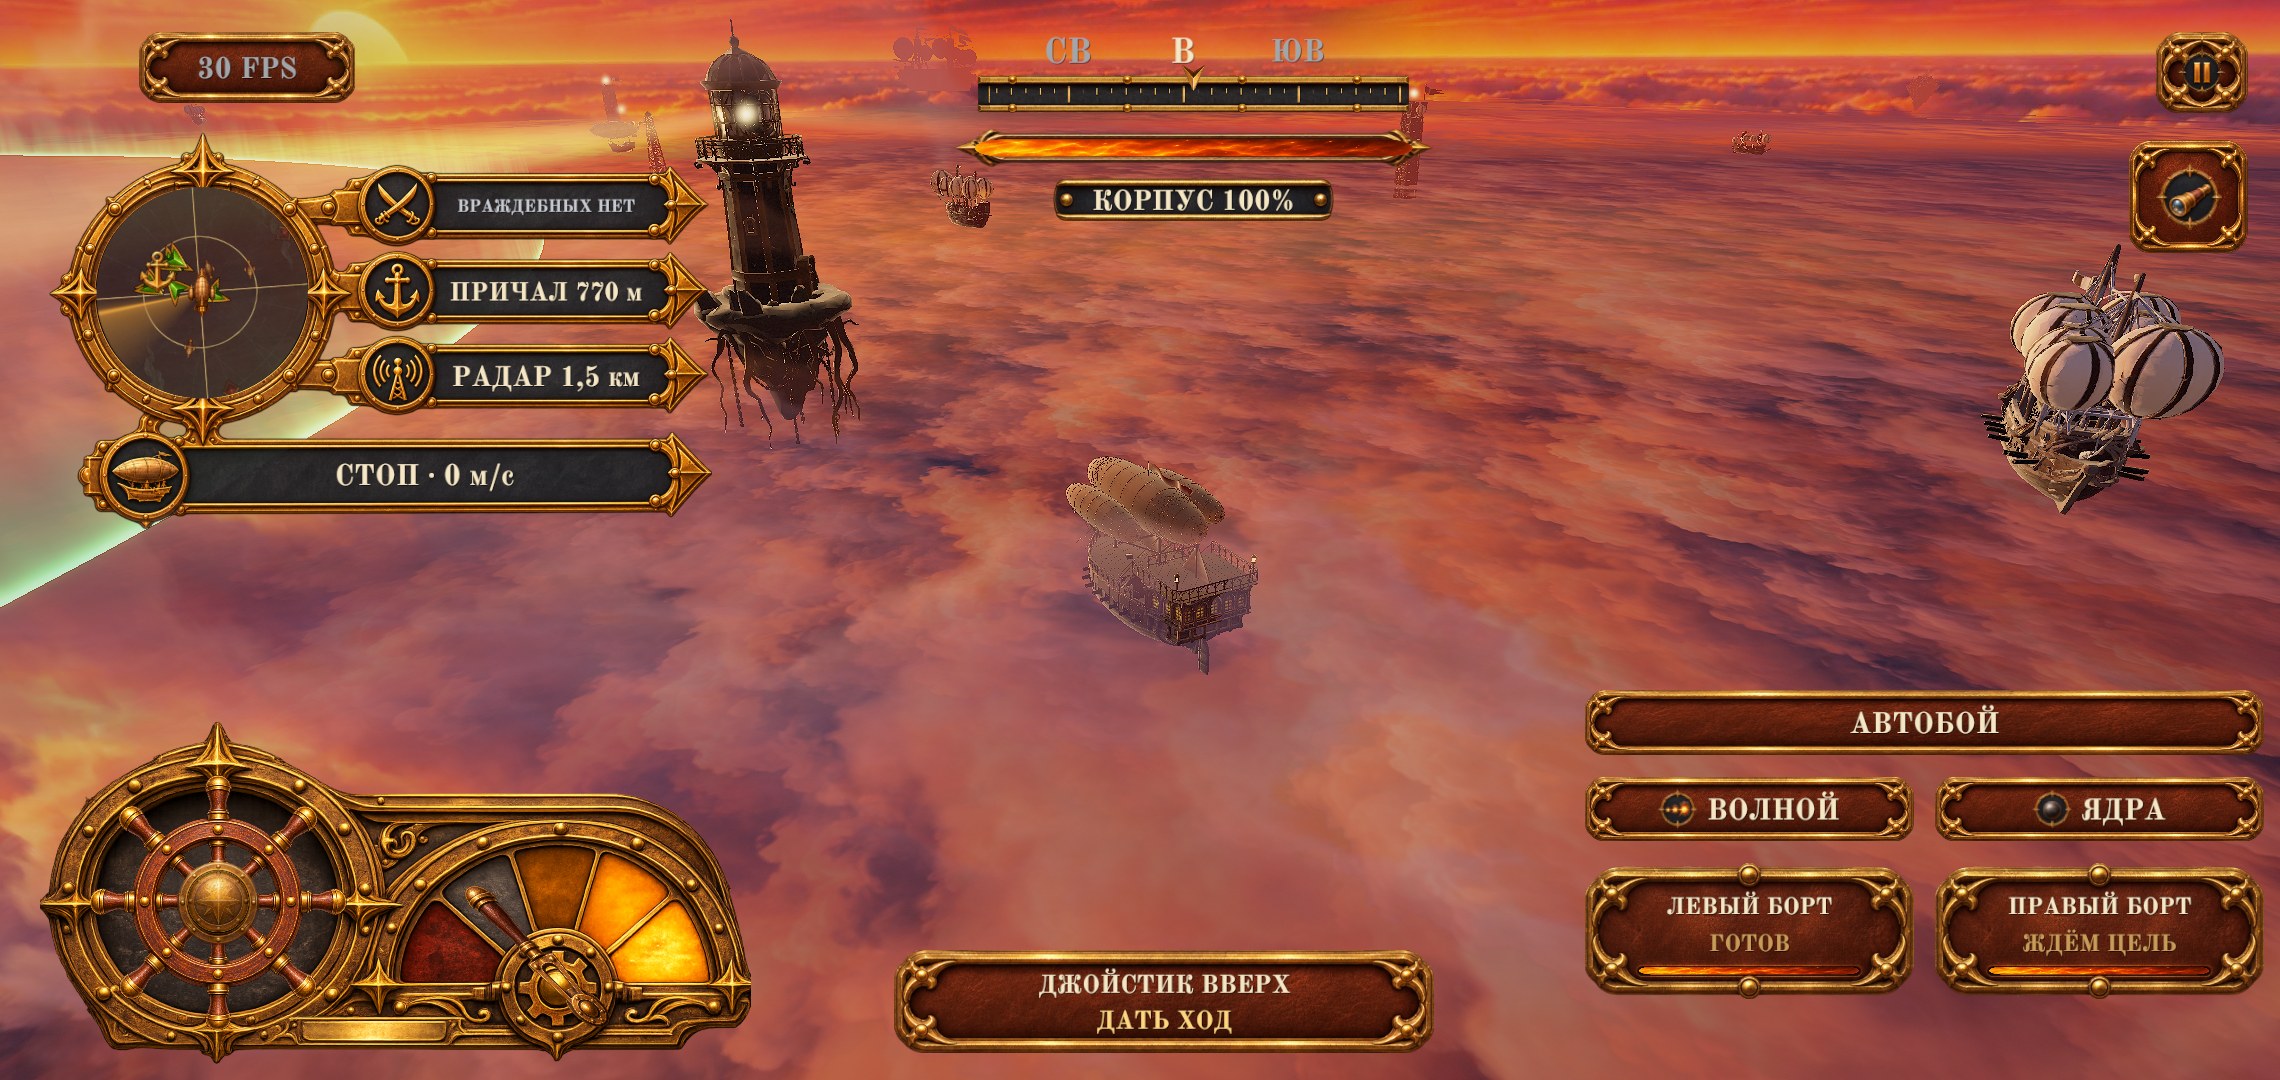 30 FPS
СВ В ЮВ
КОРПУС 100%
ВРАЖДЕБНЫХ НЕТ
ПРИЧАЛ 770 м
РАДАР 1,5 км
СТОП · 0 м/с
АВТОБОЙ
ВОЛНОЙ
ЯДРА
ЛЕВЫЙ БОРТ
ГОТОВ
ПРАВЫЙ БОРТ
ЖДЁМ ЦЕЛЬ
ДЖОЙСТИК ВВЕРХ
ДАТЬ ХОД